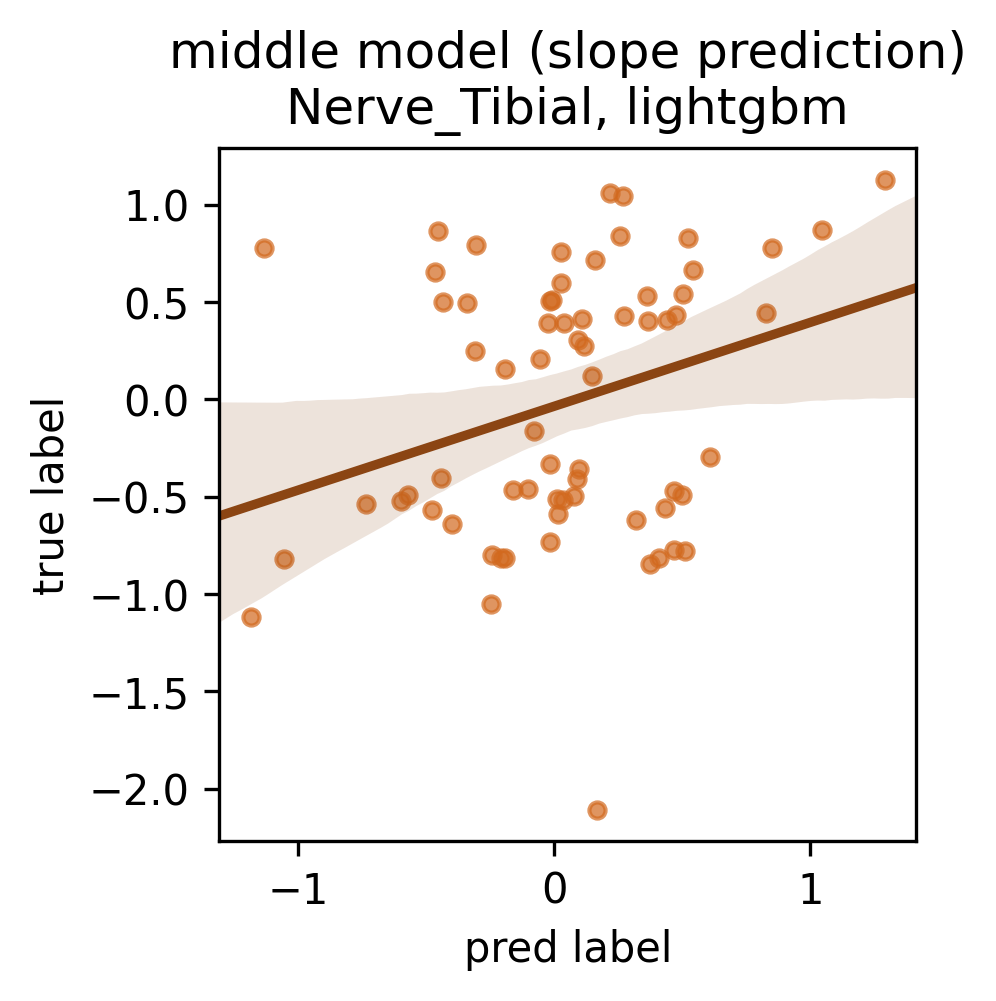 middle model (slope prediction)
Nerve_Tibial, lightgbm
1.0
0.5
0.0
−0.5
−1.0
−1.5
−2.0
true label
−1
0
1
pred label